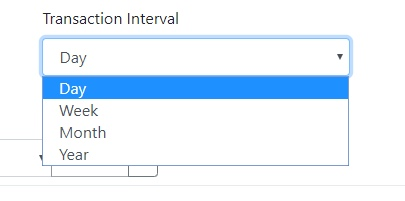 Transaction Interval
Day
Day
Week
Month
Year